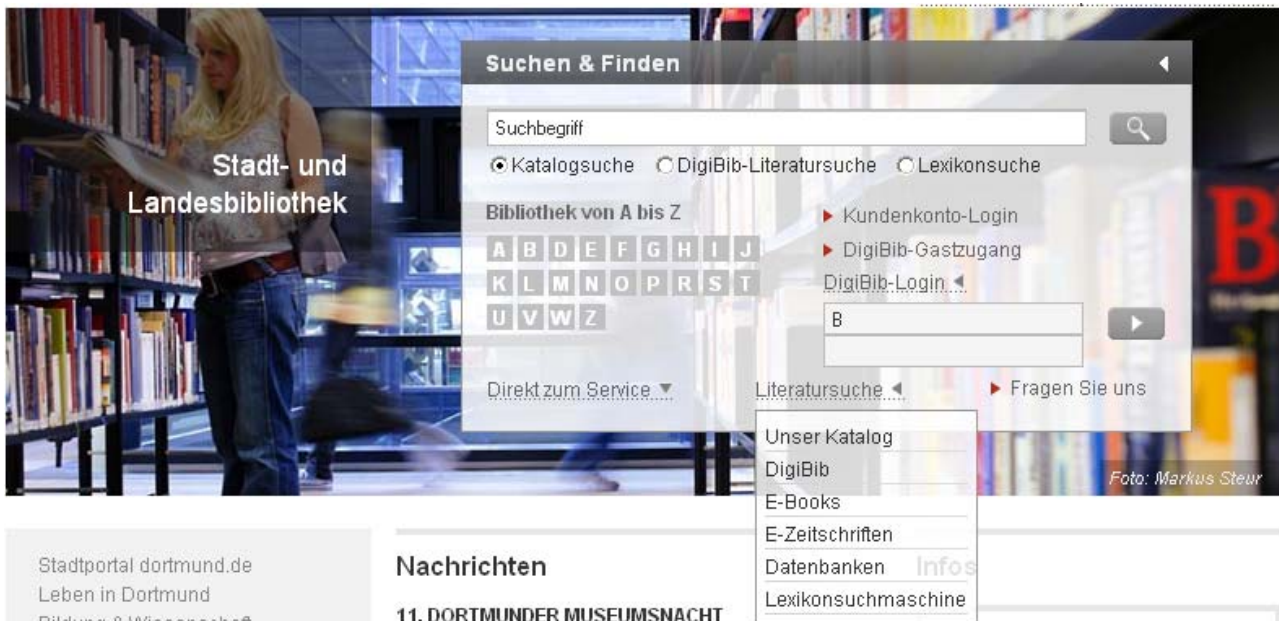 Stadt- und
Landesbibliothek
Suchen & Finden
Suchbegriff
Katalogsuche DigiBib-Literatursuche Lexikonsuche
Bibliothek von A bis Z
A B D E F G H I J
K L M N O P R S T
U V W Z
Kundenkonto-Login
DigiBib-Gastzugang
DigiBib-Login
B
Direkt zum Service
Literatursuche
Fragen Sie uns
Unser Katalog
DigiBib
E-Books
E-Zeitschriften
Datenbanken
Lexikonsuchmaschine
B
Foto: Markus Steur
Stadtportal dortmund.de
Leben in Dortmund
Bildung & Wissenschaft
Nachrichten
11. DORTMUNDER MUSEUMSNACHT
Infos